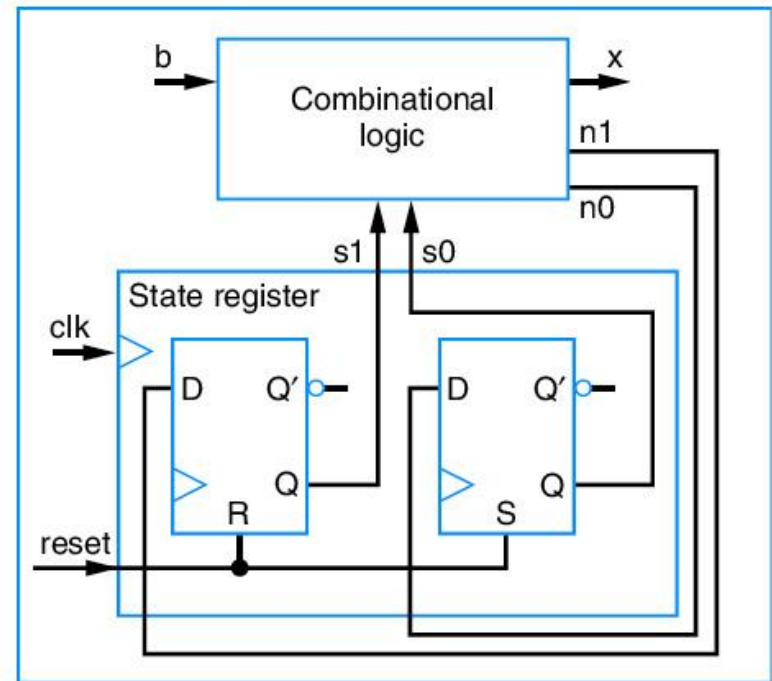 b
x
Combinational
logic
n1
n0
s1
s0
State register
clk
D
Q′
D
Q′
Q
Q
R
S
reset